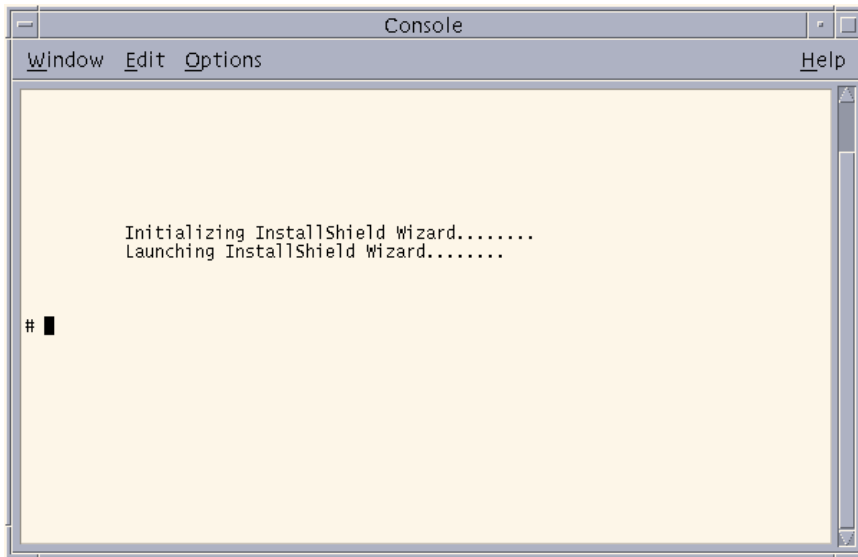 Console
Window Edit Options Help
Initializing InstallShield Wizard........
Launching InstallShield Wizard........
#